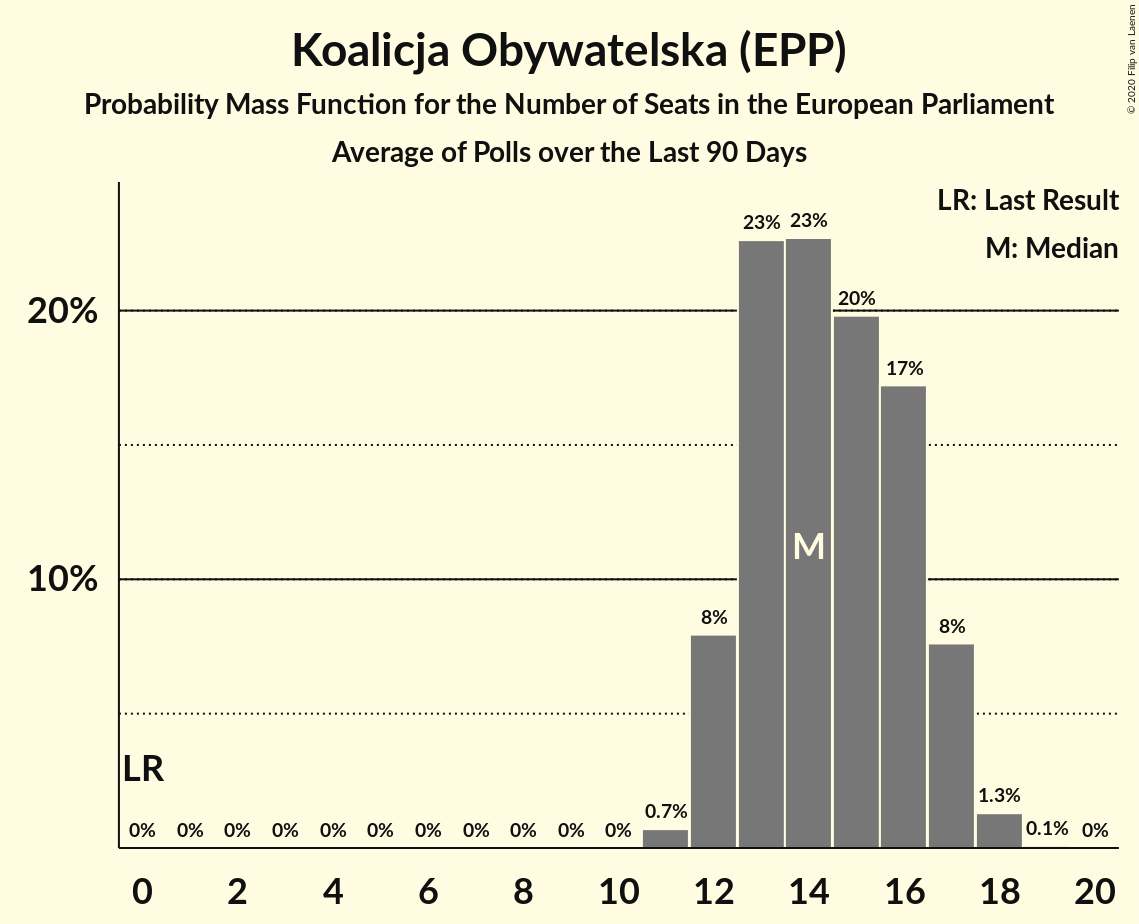 Koalicja Obywatelska (EPP)
Probability Mass Function for the Number of Seats in the European Parliament
Average of Polls over the Last 90 Days
© 2020 Filip van Laenen
LR: Last Result
M: Median
23% 23%
20%
20%
17%
M
10%
8%
8%
LR
0% 0% 0% 0% 0% 0% 0% 0% 0% 0% 0% 0.7% 1.3% 0.1% 0%
0 2 4 6 8 10 12 14 16 18 20